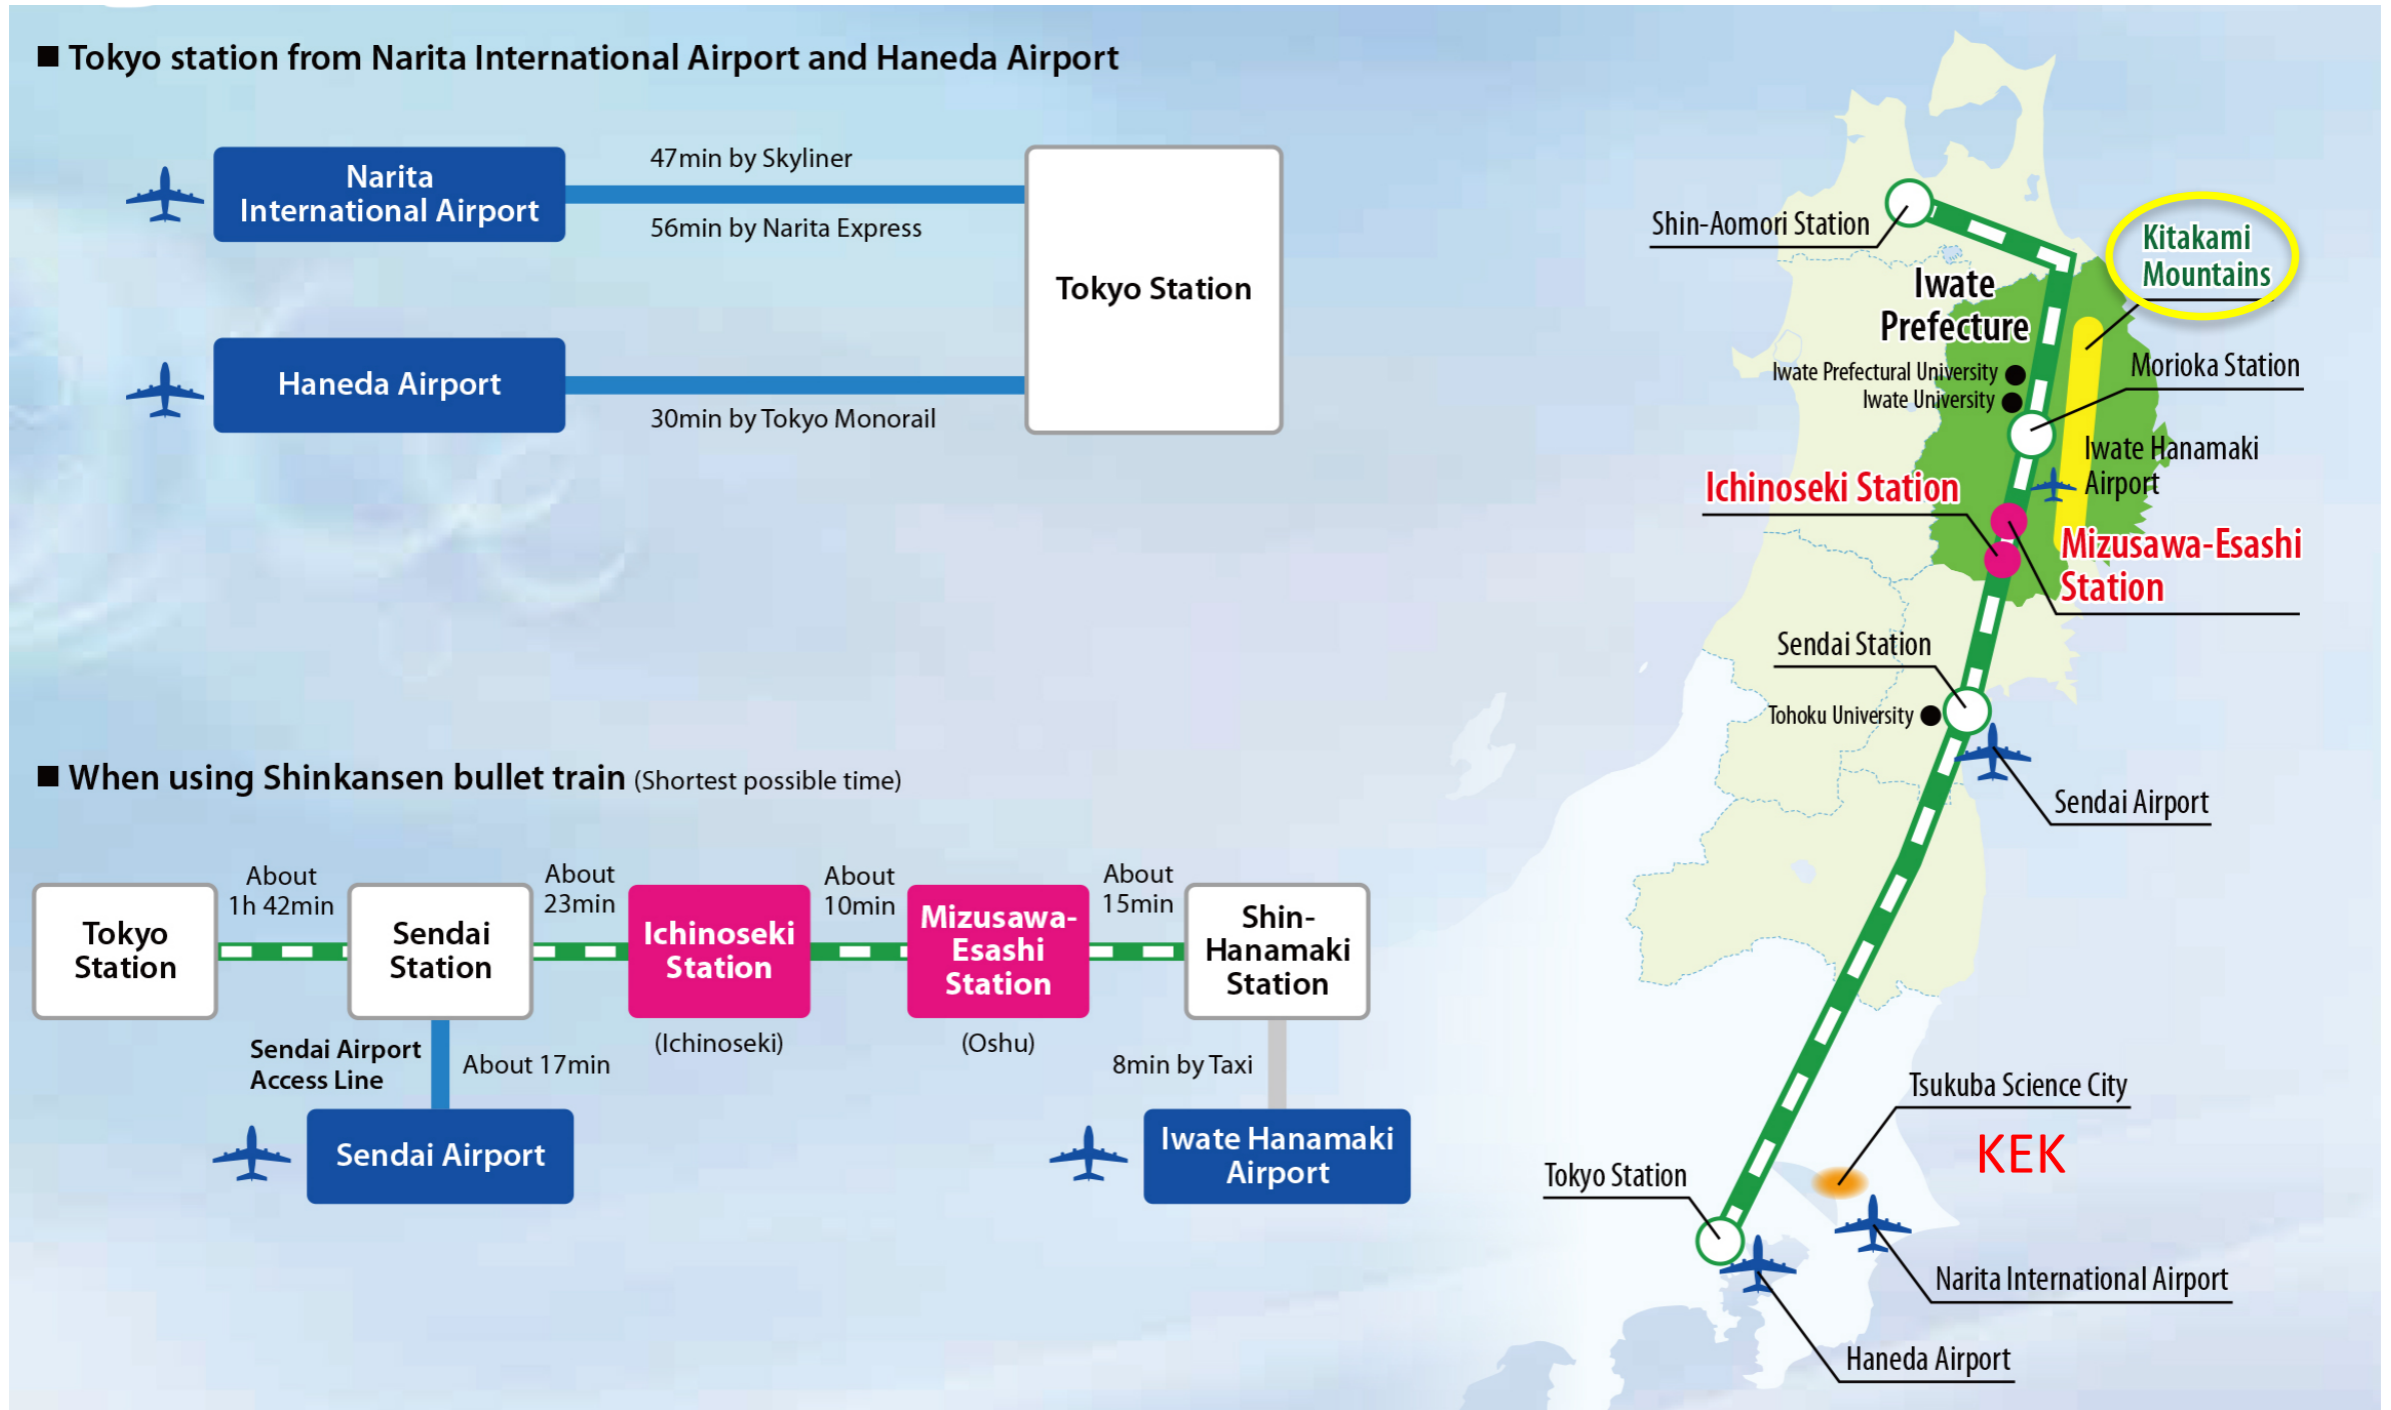 ■ Tokyo station from Narita International Airport and Haneda Airport
Narita
International Airport
47min by Skyliner
56min by Narita Express
Tokyo Station
Haneda Airport
30min by Tokyo Monorail
■ When using Shinkansen bullet train (Shortest possible time)
Tokyo
Station
About
1h 42min
Sendai
Station
About
23min
Ichinoseki
Station
(Ichinoseki)
About
10min
Mizusawa-
Esashi
Station
(Oshu)
About
15min
Shin-
Hanamaki
Station
Sendai Airport
Access Line
About 17min
Sendai Airport
8min by Taxi
Iwate Hanamaki
Airport
Shin-Aomori Station
Kitakami
Mountains
Iwate
Prefecture
Iwate Prefectural University
Iwate University
Morioka Station
Iwate Hanamaki
Airport
Ichinoseki Station
Mizusawa-Esashi
Station
Sendai Station
Tohoku University
Sendai Airport
Tsukuba Science City
KEK
Tokyo Station
Narita International Airport
Haneda Airport